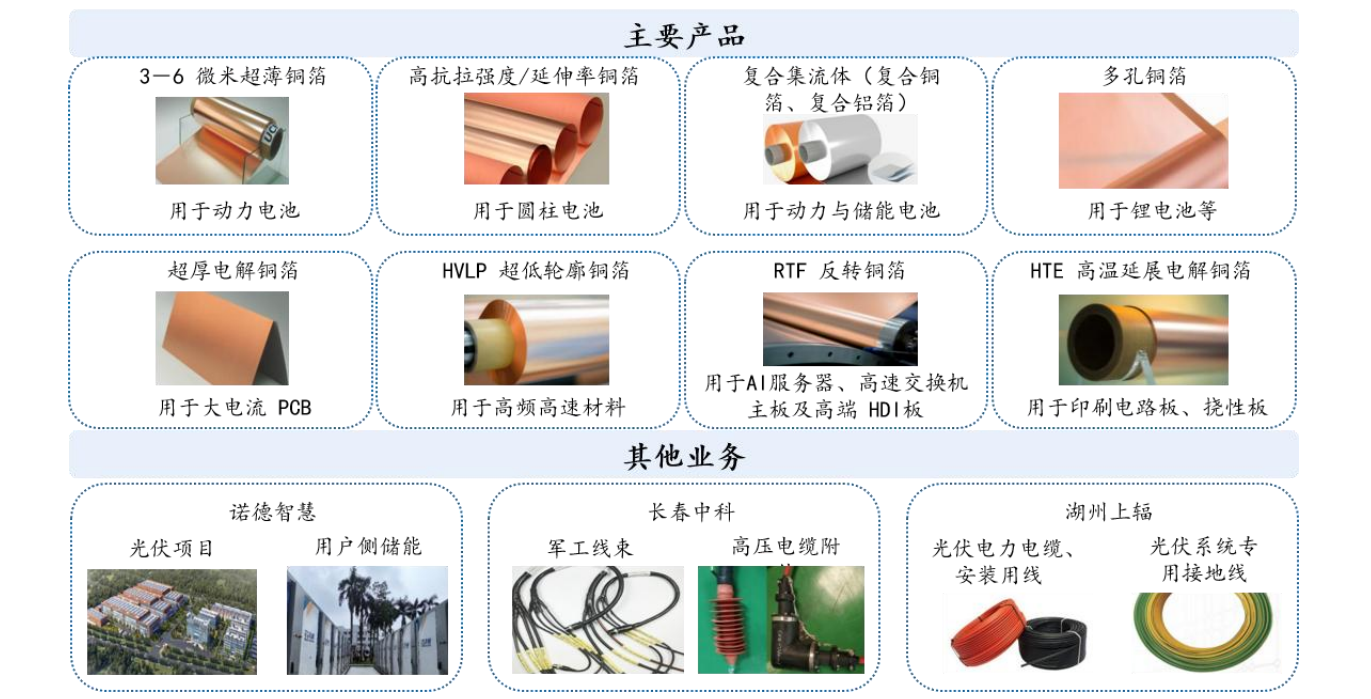 主要产品
3—6 微米超薄铜箔
用于动力电池
高抗拉强度/延伸率铜箔
用于圆柱电池
复合集流体（复合铜
箔、复合铝箔）
用于动力与储能电池
多孔铜箔
用于锂电池等
超厚电解铜箔
用于大电流 PCB
HVLP 超低轮廓铜箔
用于高频高速材料
RTF 反转铜箔
用于AI服务器、高速交换机
主板及高端 HDI板
HTE 高温延展电解铜箔
用于印刷电路板、挠性板
其他业务
诺德智慧
光伏项目
用户侧储能
长春中科
军工线束
高压电缆附
湖州上辐
光伏电力电缆、
安装用线
光伏系统专
用接地线